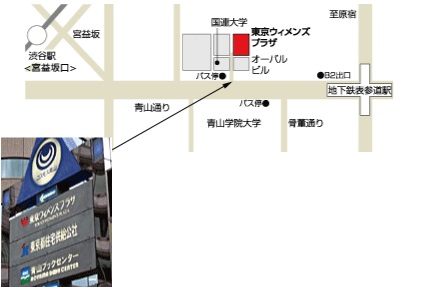 国連大学
東京ウィメンズ
プラザ
至原宿
宮益坂
渋谷駅
<宮益坂口>
オーバル
ビル
バス停
B2出口
地下鉄表参道駅
青山通り
バス停
青山学院大学
骨董通り
東京ウィメンズプラザ
東京都住宅供給公社
青山ブックセンター
AOYAMA BOOK CENTER